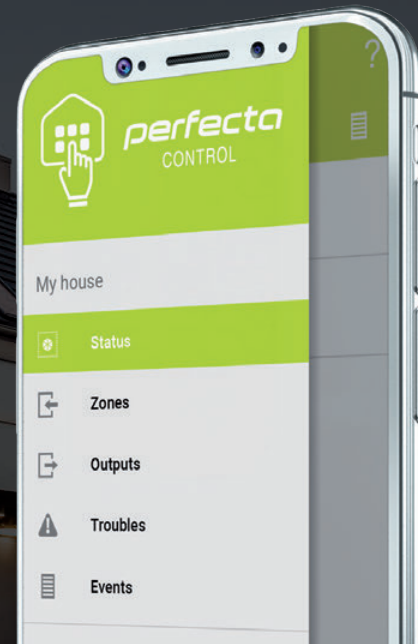 ?
perfecta
CONTROL
My house
Status
Zones
Outputs
Troubles
Events